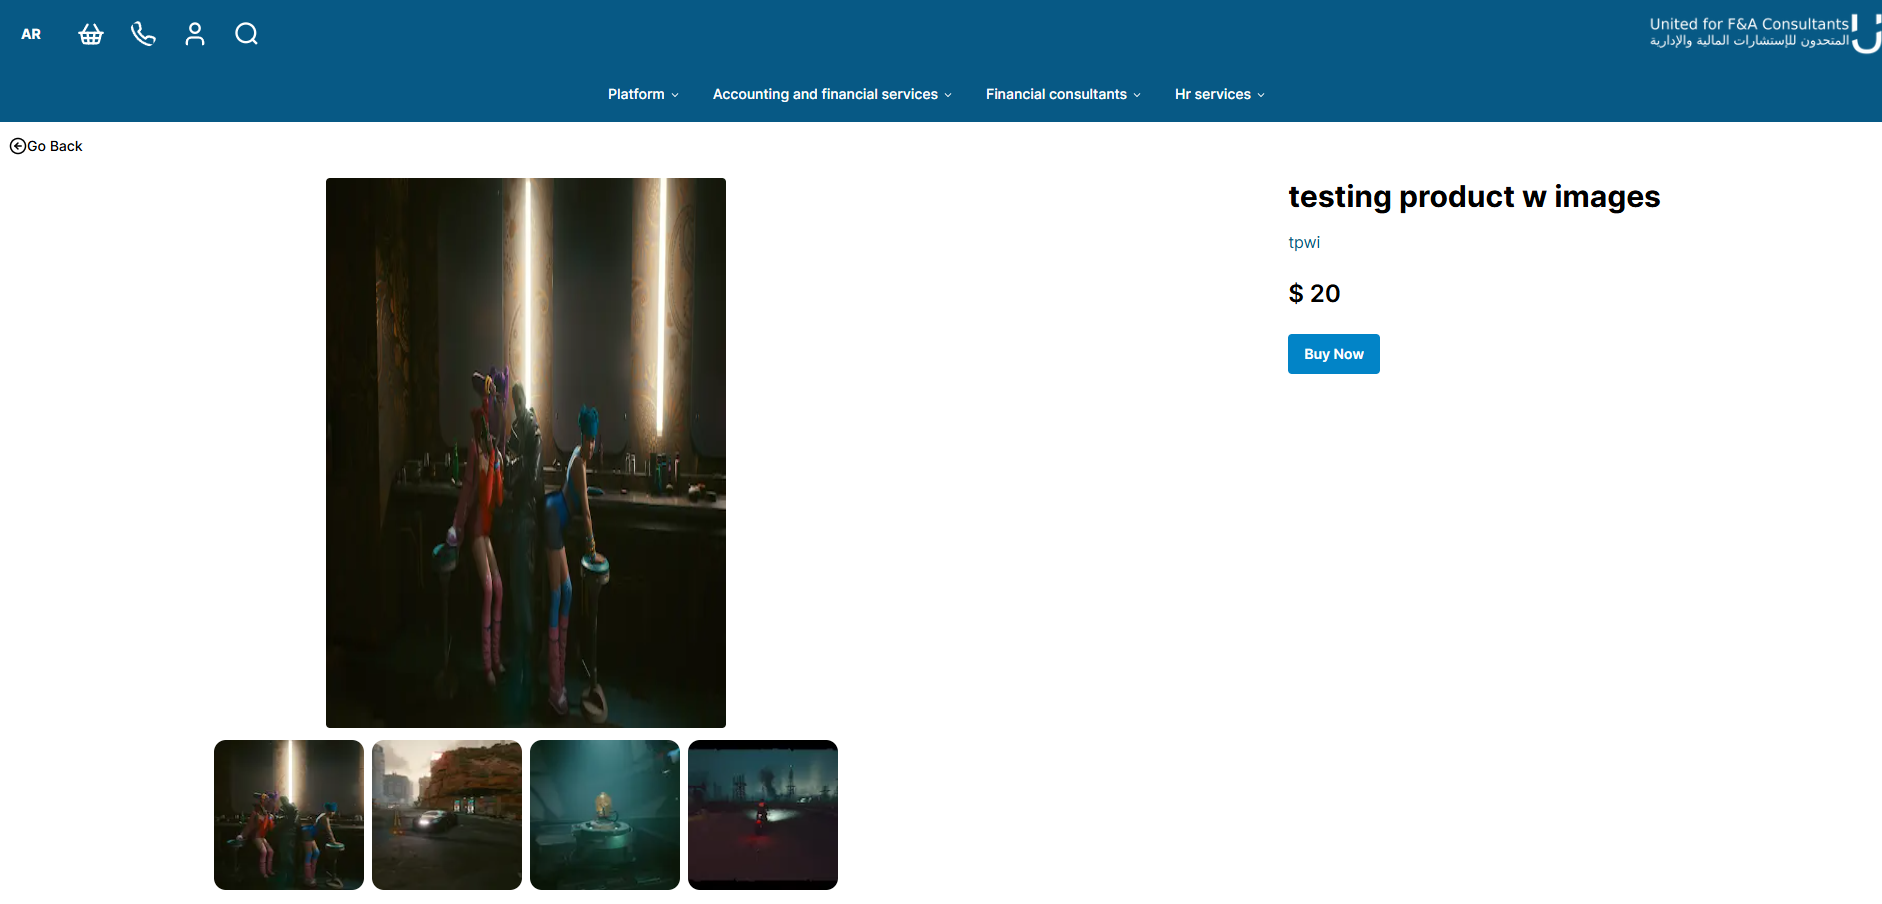 AR
United for F&A Consultants
المتحدون للإستشارات المالية والإدارية
Platform
Accounting and financial services
Financial consultants
Hr services
Go Back
testing product w images
tpwi
$ 20
Buy Now